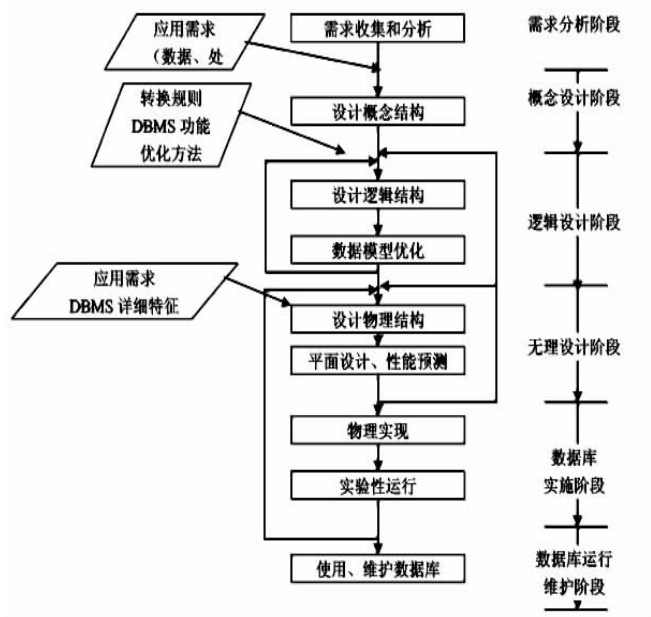 应用需求
(数据、处
需求收集和分析
需求分析阶段
转换规则
DBMS 功能
优化方法
设计概念结构
概念设计阶段
设计逻辑结构
逻辑设计阶段
数据模型优化
应用需求
DBMS 详细特征
设计物理结构
无理设计阶段
平面设计、性能预测
物理实现
数据库
实施阶段
实验性运行
使用、维护数据库
数据库运行
维护阶段